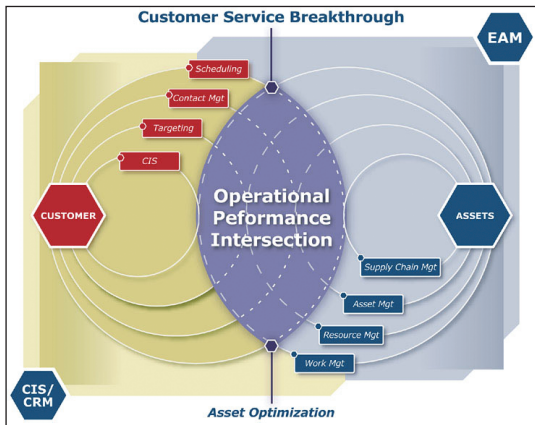 Customer Service Breakthrough
EAM
Scheduling
Contact Mgt
Targeting
CIS
CUSTOMER
Operational
Peformance
Intersection
ASSETS
Supply Chain Mgt
Asset Mgt
Resource Mgt
Work Mgt
CIS/
CRM
Asset Optimization